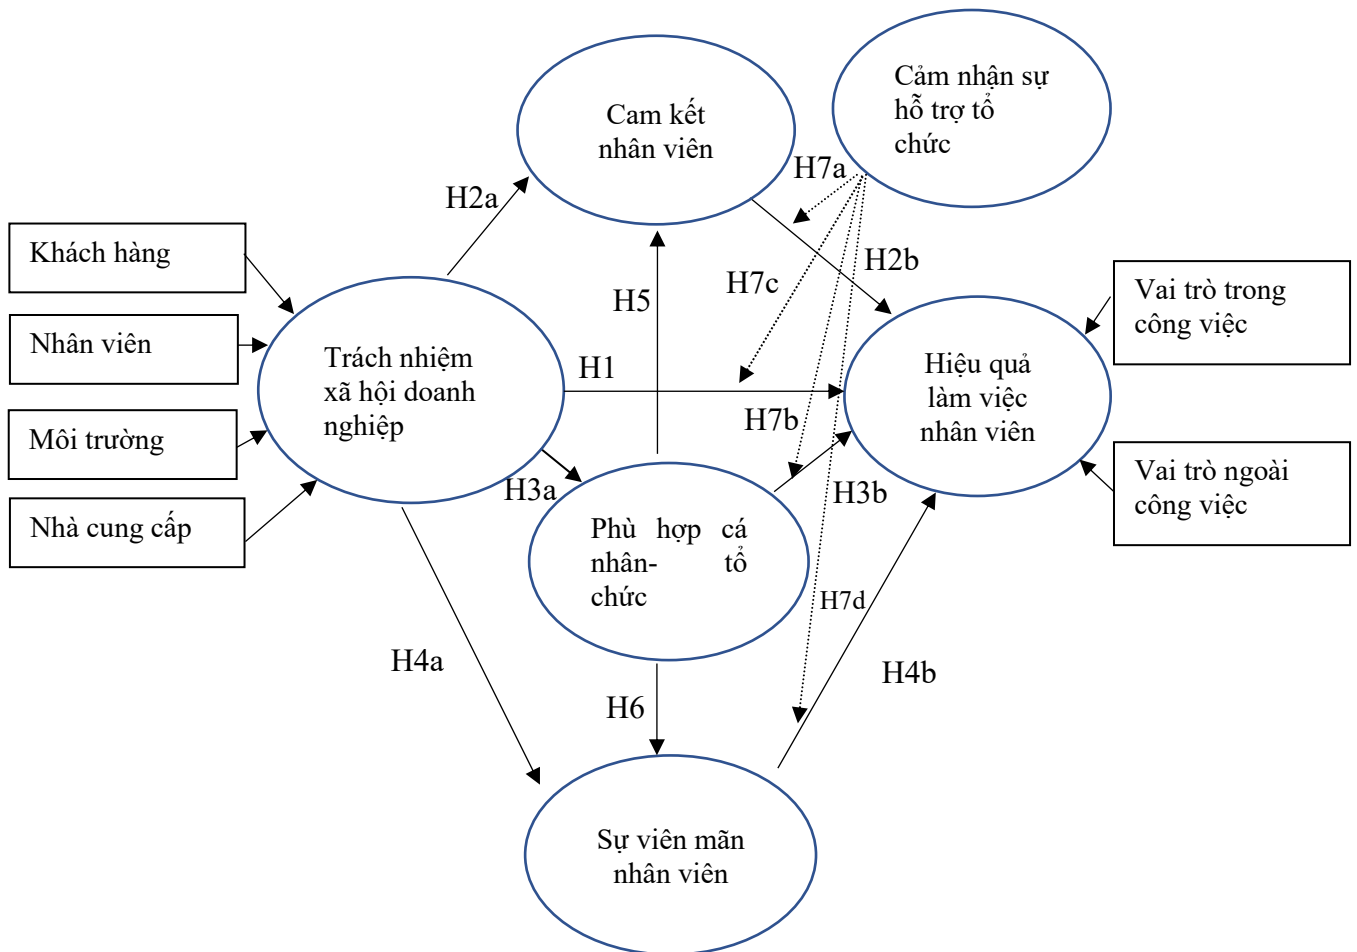 Cảm nhận sự
hỗ trợ tổ
chức
Cam kết
nhân viên
H7a
H2a
Khách hàng
H2b
H7c
H5
Vai trò trong
công việc
Nhân viên
Trách nhiệm
xã hội doanh
nghiệp
H1
Hiệu quả
làm việc
nhân viên
Môi trường
H7b
Vai trò ngoài
công việc
H3a
H3b
Nhà cung cấp
Phù hợp cá
nhân- tổ
chức
H7d
H4a
H4b
H6
Sự viên mãn
nhân viên